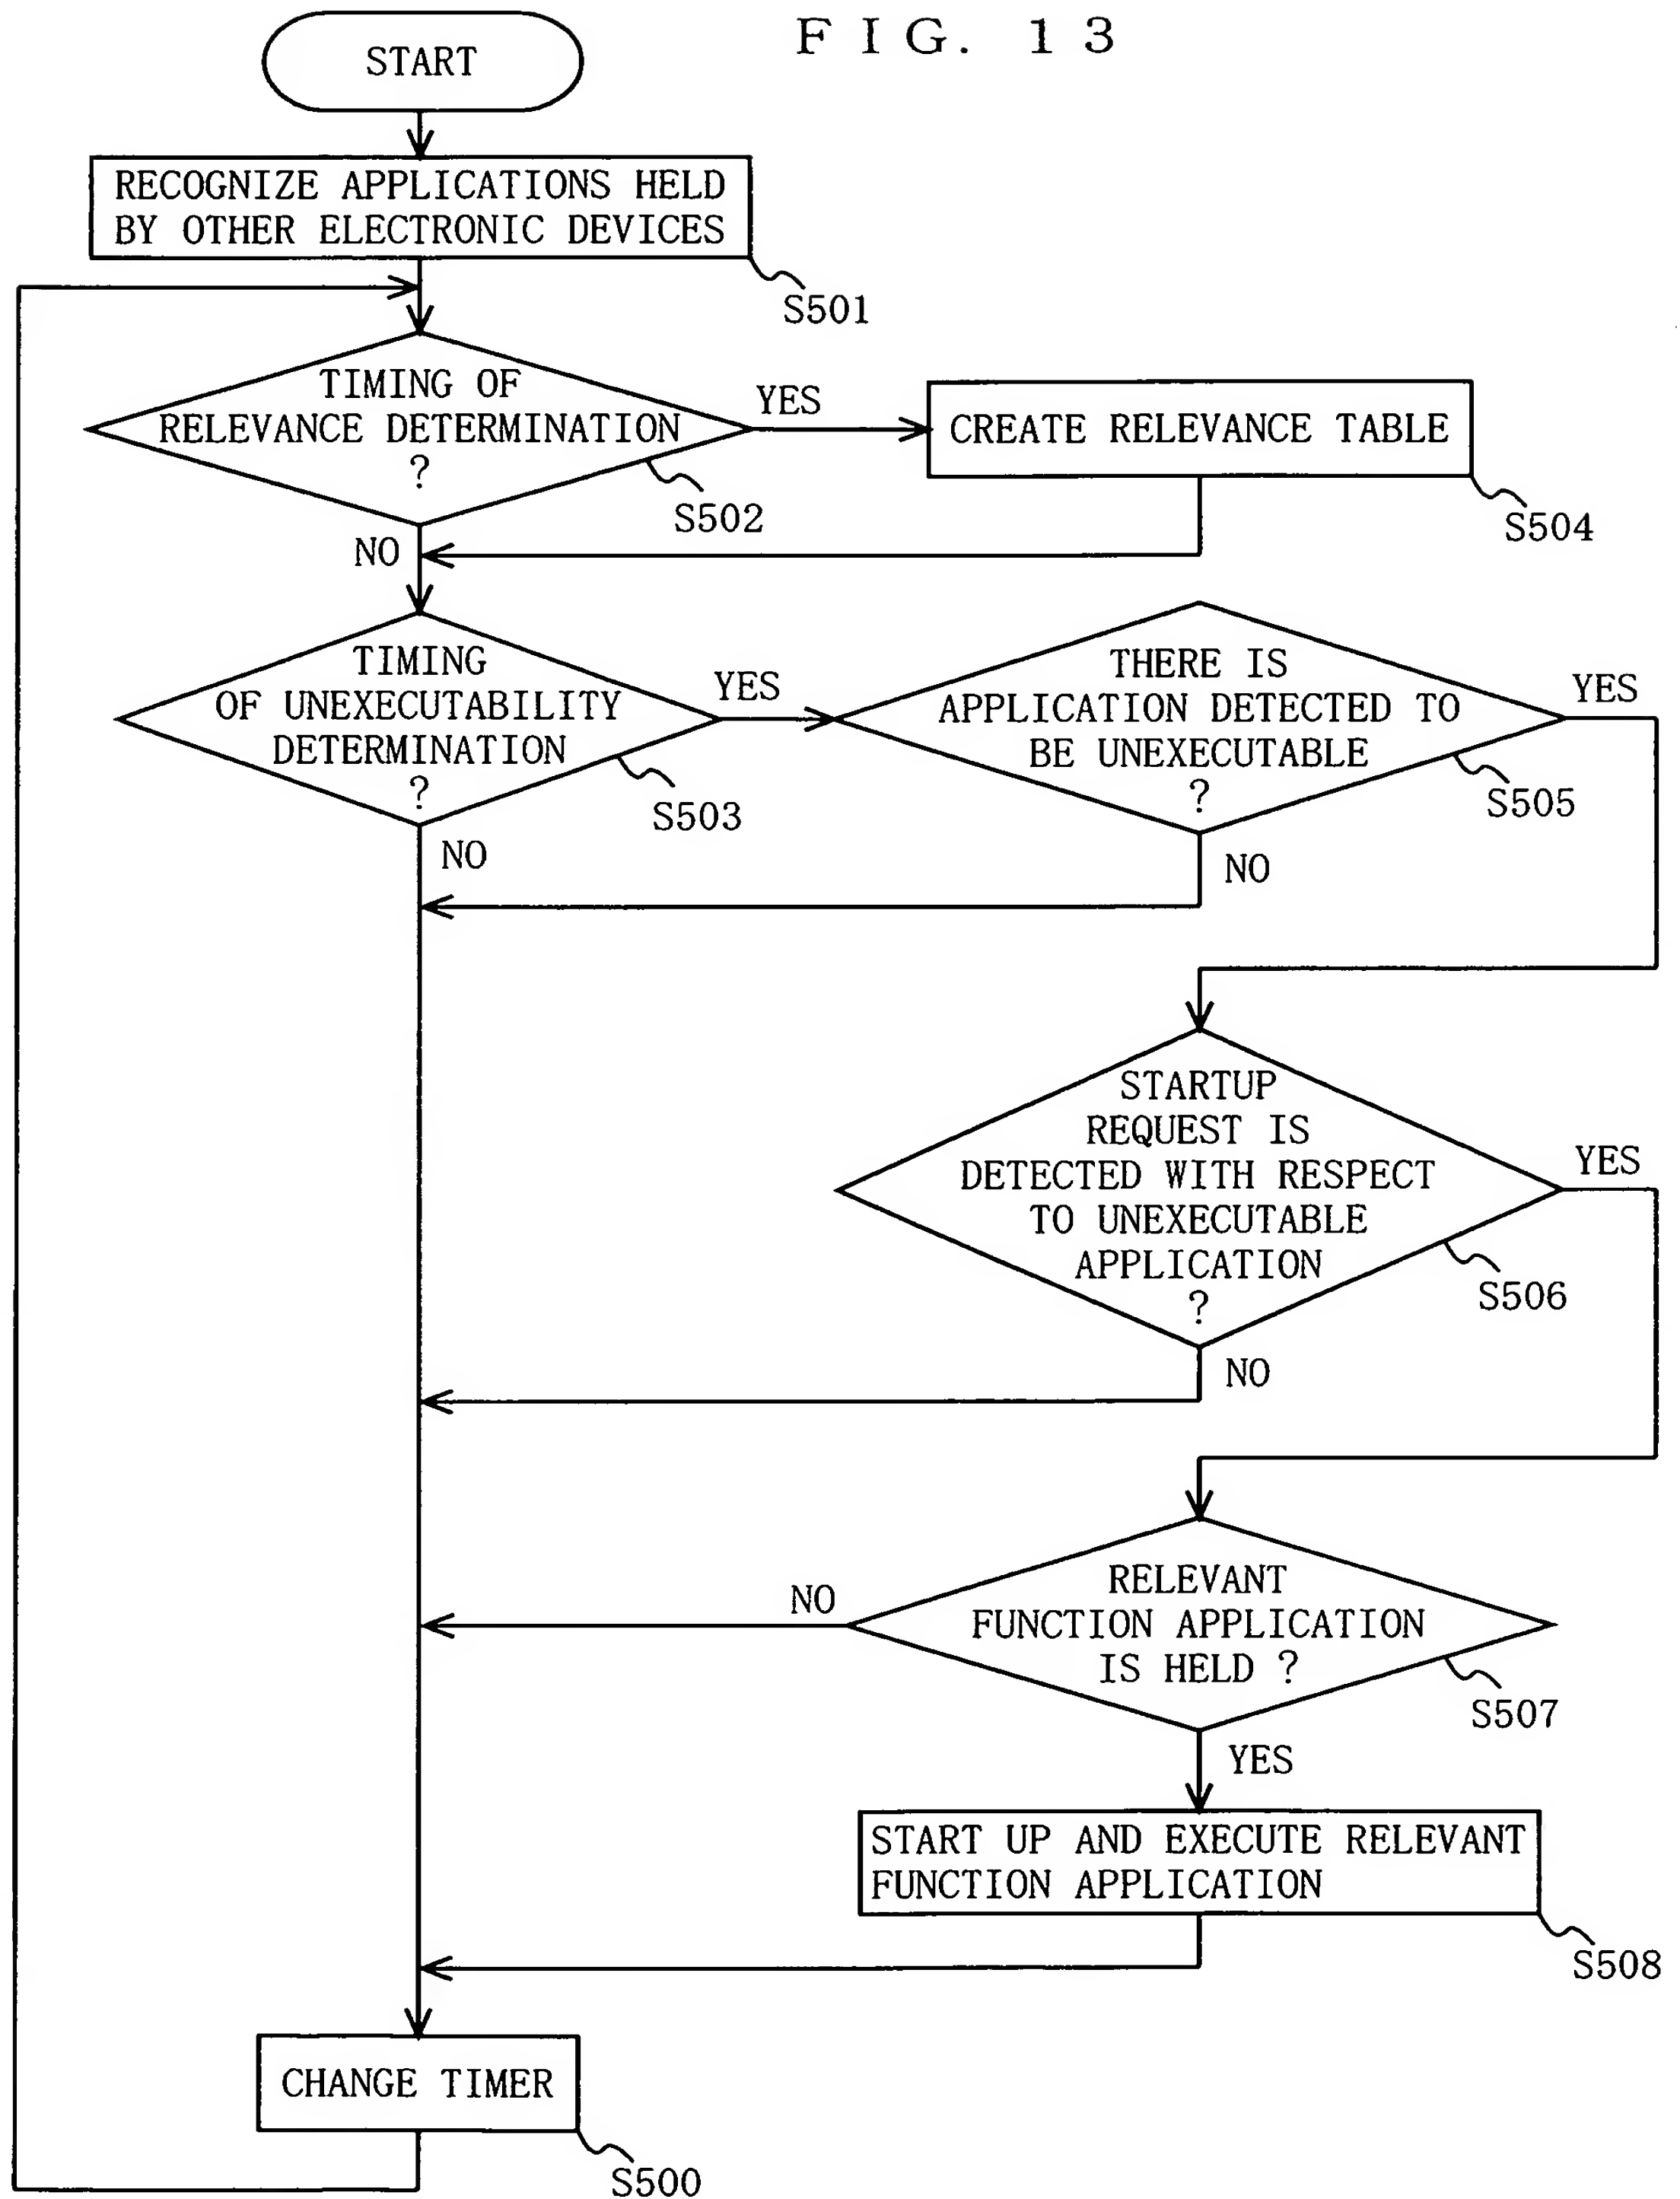 FIG. 13
START
RECOGNIZE APPLICATIONS HELD
BY OTHER ELECTRONIC DEVICES
S501
TIMING OF
RELEVANCE DETERMINATION
?
YES
S502
NO
CREATE RELEVANCE TABLE
S504
TIMING
OF UNEXECUTABILITY
DETERMINATION
?
YES
S503
NO
THERE IS
APPLICATION DETECTED TO
BE UNEXECUTABLE
?
YES
S505
NO
STARTUP
REQUEST IS
DETECTED WITH RESPECT
TO UNEXECUTABLE
APPLICATION
?
YES
S506
NO
RELEVANT
FUNCTION APPLICATION
IS HELD ?
NO
S507
YES
START UP AND EXECUTE RELEVANT
FUNCTION APPLICATION
S508
CHANGE TIMER
S500